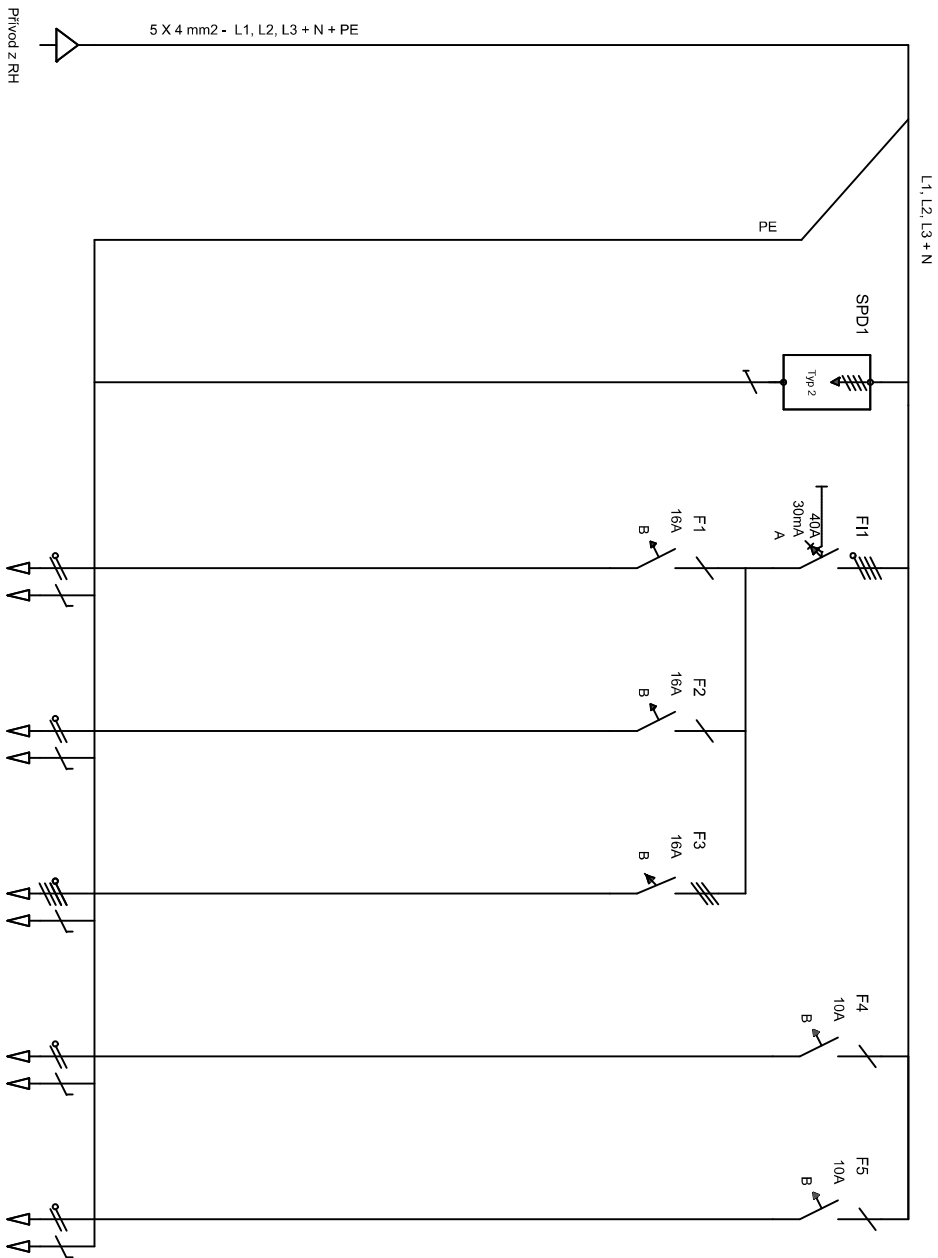 Přívod z RH
5 X 4 mm2 - L1, L2, L3 + N + PE
L1, L2, L3 + N
PE
SPD1
Typ 2
FI1
40A
30mA
A
F1
16A
B
F2
16A
B
F3
16A
B
F4
10A
B
F5
10A
B